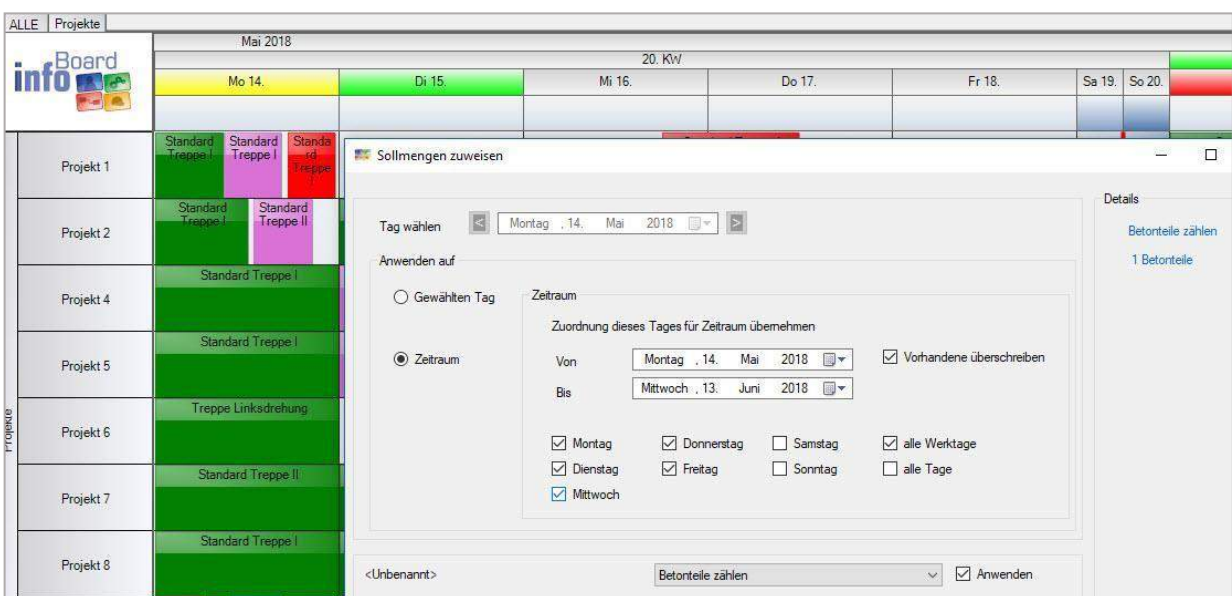 ALLE Projekte
Mai 2018
20. KW
infoBoard
Mo 14. Di 15. Mi 16. Do 17. Fr 18. Sa 19. So 20.
Projekte
Projekt 1
Standard Treppe I
Standard Treppe I
Standard Treppe
Projekt 2
Standard Treppe I
Standard Treppe II
Projekt 4
Standard Treppe I
Projekt 5
Standard Treppe I
Projekt 6
Treppe Linksdrehung
Projekt 7
Standard Treppe II
Projekt 8
Standard Treppe I
Sollmengen zuweisen
Tag wählen < Montag , 14. Mai 2018 >
Anwenden auf
Gewählten Tag
Zeitraum
Zeitraum
Zuordnung dieses Tages für Zeitraum übernehmen
Von Montag , 14. Mai 2018 Vorhandene überschreiben
Bis Mittwoch , 13. Juni 2018
Montag Donnerstag Samstag alle Werktage
Dienstag Freitag Sonntag alle Tage
Mittwoch
<Unbenannt> Betonteile zählen Anwenden
Details
Betonteile zählen
1 Betonteile